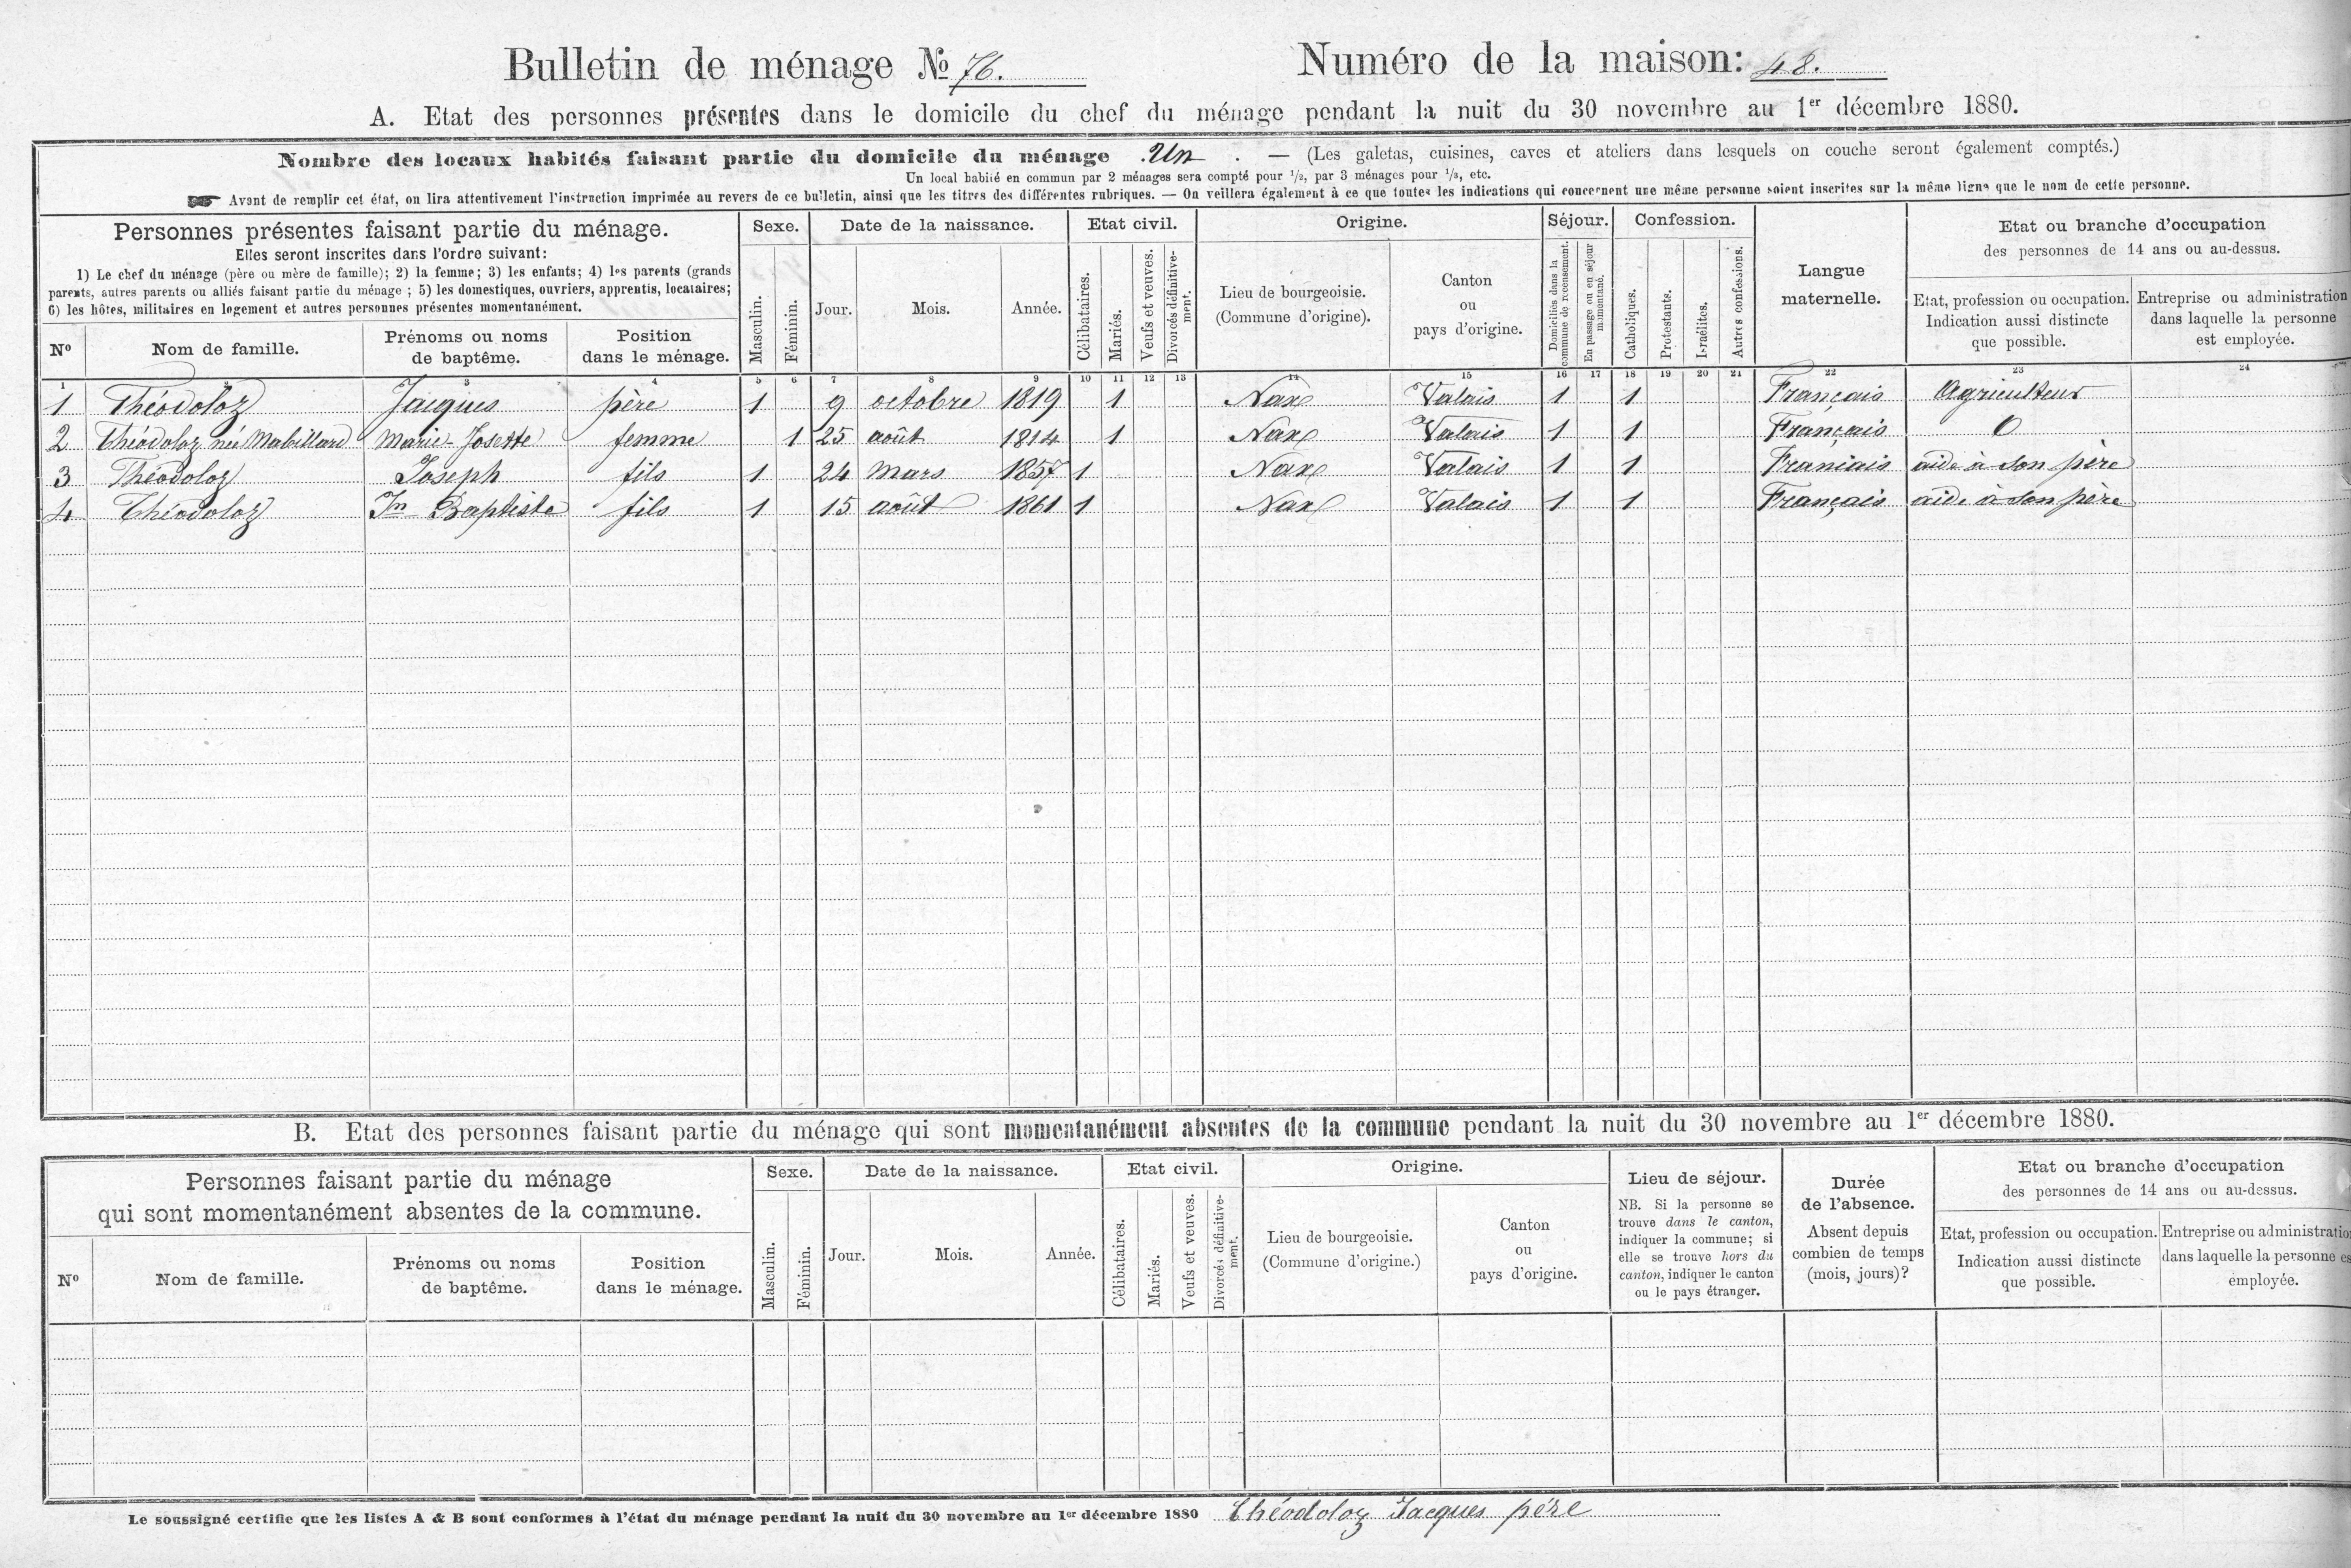 Bulletin de ménage No 76. Numéro de la maison: 48.
A. Etat des personnes présentes dans le domicile du chef du ménage pendant la nuit du 30 novembre au 1er décembre 1880.
Nombre des locaux habités faisant partie du domicile du ménage Un . — (Les galetas, cuisines, caves et ateliers dans lesquels on couche seront également comptés.)
Un local habité en commun par 2 ménages sera compté pour 1/2, par 3 ménages pour 1/3, etc.
Avant de remplir cet état, on lira attentivement l'instruction imprimée au revers de ce bulletin, ainsi que les titres des différentes rubriques. — On veillera également à ce que toutes les indications qui concernent une même personne soient inscrites sur la même ligne que le nom de cette personne.
Personnes présentes faisant partie du ménage.
Elles seront inscrites dans l'ordre suivant:
1) Le chef du ménage (père ou mère de famille); 2) la femme; 3) les enfants; 4) les parents (grands
parents, autres parents ou alliés faisant partie du ménage ; 5) les domestiques, ouvriers, apprentis, locataires;
6) les hôtes, militaires en logement et autres personnes présentes momentanément.
No
Nom de famille.
Prénoms ou noms
de baptême.
Position
dans le ménage.
Sexe.
Masculin.
Féminin.
Date de la naissance.
Jour.
Mois.
Année.
Etat civil.
Célibataires.
Mariés.
Veufs et veuves.
Divorcés définitive-
ment.
Origine.
Lieu de bourgeoisie.
(Commune d'origine).
Canton
ou
pays d'origine.
Séjour.
Domiciliés dans la
commune de recensement.
En passage ou en séjour
momentané.
Confession.
Catholiques.
Protestants.
Israélites.
Autres confessions.
Langue
maternelle.
Etat ou branche d'occupation
des personnes de 14 ans ou au-dessus.
Etat, profession ou occupation.
Indication aussi distincte
que possible.
Entreprise ou administration
dans laquelle la personne
est employée.
1 2 3 4 5 6 7 8 9 10 11 12 13 14 15 16 17 18 19 20 21 22 23 24
1 Théodoloz Jacques père 1 9 octobre 1819 1 Nax Valais 1 1 Français Agriculteur
2 Théodoloz née Mabillard Marie-Josette femme 1 25 août 1814 1 Nax Valais 1 1 Français 0
3 Théodoloz Joseph fils 1 24 Mars 1857 1 Nax Valais 1 1 Franiais aide à son père
4 Théodoloz Jn Baptiste fils 1 15 août 1861 1 Nax Valais 1 1 Français aide à son père
B. Etat des personnes faisant partie du ménage qui sont momentanément absentes de la commune pendant la nuit du 30 novembre au 1er décembre 1880.
Personnes faisant partie du ménage
qui sont momentanément absentes de la commune.
No
Nom de famille.
Prénoms ou noms
de baptême.
Position
dans le ménage.
Sexe.
Masculin.
Féminin.
Date de la naissance.
Jour.
Mois.
Année.
Etat civil.
Célibataires.
Mariés.
Veufs et veuves.
Divorcés définitive-
ment.
Origine.
Lieu de bourgeoisie.
(Commune d'origine.)
Canton
ou
pays d'origine.
Lieu de séjour.
NB. Si la personne se
trouve dans le canton,
indiquer la commune; si
elle se trouve hors du
canton, indiquer le canton
ou le pays étranger.
Durée
de l'absence.
Absent depuis
combien de temps
(mois, jours)?
Etat ou branche d'occupation
des personnes de 14 ans ou au-dessus.
Etat, profession ou occupation.
Indication aussi distincte
que possible.
Entreprise ou administratio
dans laquelle la personne es
employée.
Le soussigné certifie que les listes A & B sont conformes à l'état du ménage pendant la nuit du 30 novembre au 1er décembre 1880 Théodoloz Jacques père